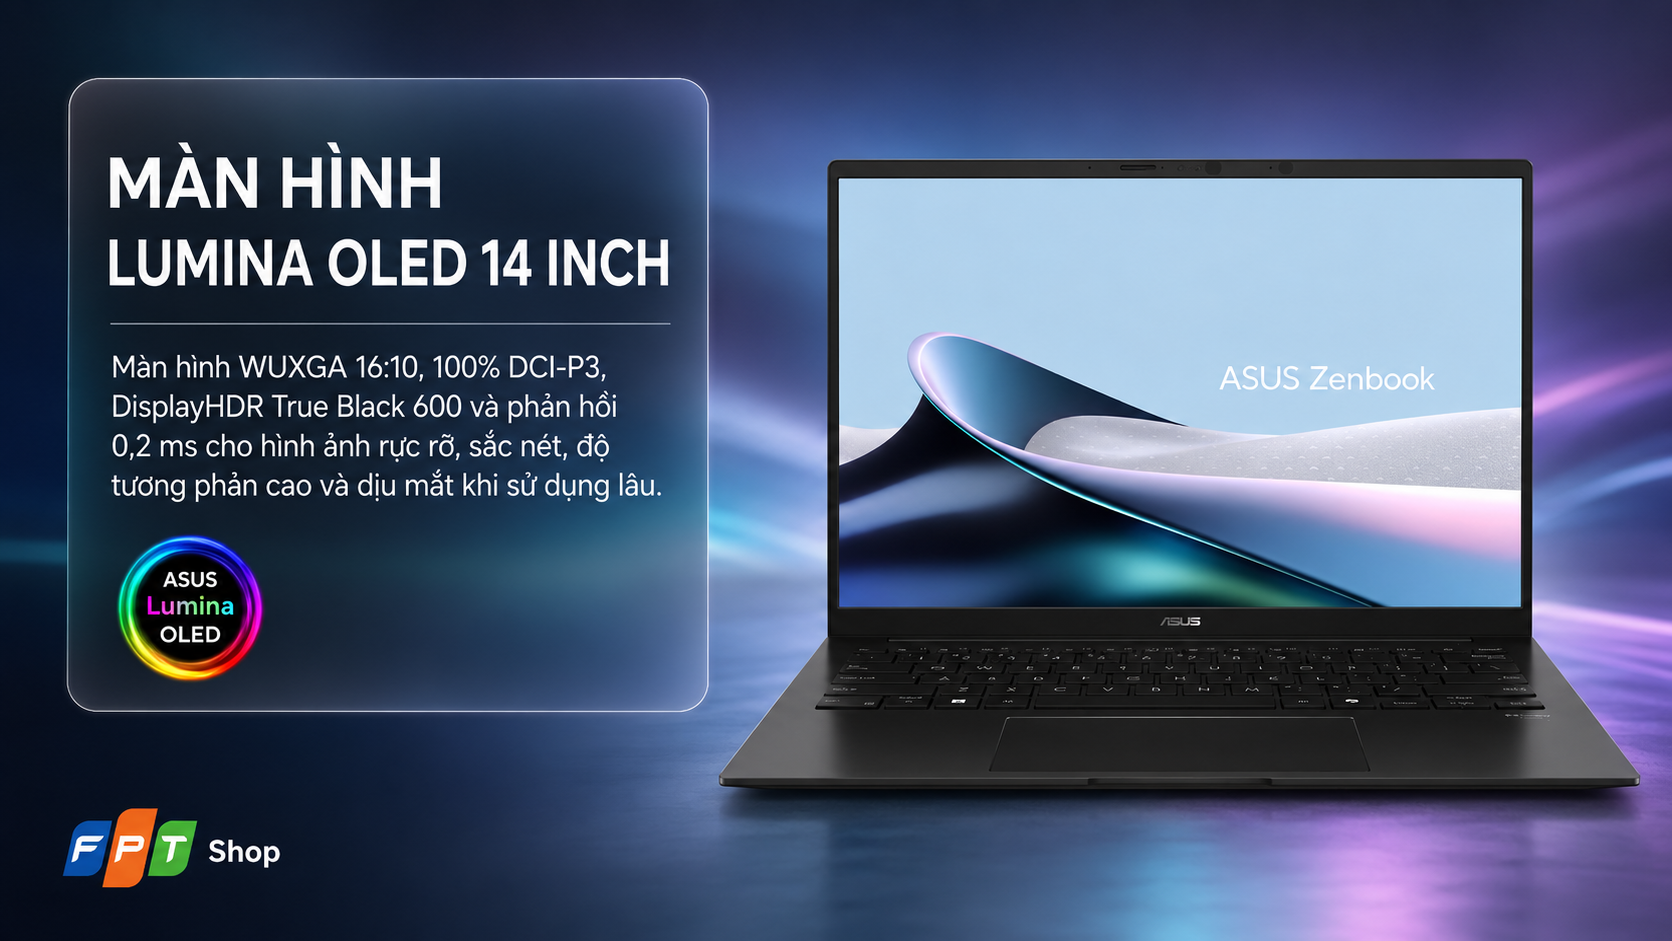 MÀN HÌNH
LUMINA OLED 14 INCH
Màn hình WUXGA 16:10, 100% DCI-P3,
DisplayHDR True Black 600 và phản hồi
0,2 ms cho hình ảnh rực rỡ, sắc nét, độ
tương phản cao và dịu mắt khi sử dụng lâu.
ASUS
Lumina
OLED
FPT Shop
ASUS Zenbook
ASUS